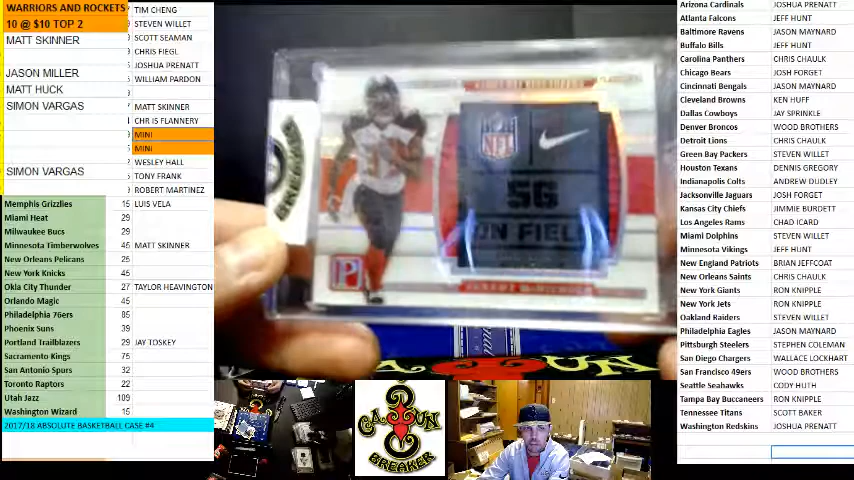 WARRIORS AND ROCKETS
10 @ $10 TOP 2
MATT SKINNER
JASON MILLER
MATT HUCK
SIMON VARGAS
SIMON VARGAS
TIM CHENG
STEVEN WILLET
SCOTT SEAMAN
CHRIS FIEGL
JOSHUA PRENATT
WILLIAM PARDON
MATT SKINNER
CHR IS FLANNERY
MINI
MINI
WESLEY HALL
TONY FRANK
ROBERT MARTINEZ
Memphis Grizzlies 15 LUIS VELA
Miami Heat 29
Milwaukee Bucs 29
Minnesota Timberwolves 45 MATT SKINNER
New Orleans Pelicans 25
New York Knicks 45
Okla City Thunder 27 TAYLOR HEAVINGTON
Orlando Magic 45
Philadelphia 76ers 85
Phoenix Suns 39
Portland Trailblazers 29 JAY TOSKEY
Sacramento Kings 75
San Antonio Spurs 32
Toronto Raptors 22
Utah Jazz 109
Washington Wizard 15
2017/18 ABSOLUTE BASKETBALL CASE #4
NFL
56
ON FIELD
P
CAJUN
BREAKER
Arizona Cardinals JOSHUA PRENATT
Atlanta Falcons JEFF HUNT
Baltimore Ravens JASON MAYNARD
Buffalo Bills JEFF HUNT
Carolina Panthers CHRIS CHAULK
Chicago Bears JOSH FORGET
Cincinnati Bengals JASON MAYNARD
Cleveland Browns KEN HUFF
Dallas Cowboys JAY SPRINKLE
Denver Broncos WOOD BROTHERS
Detroit Lions CHRIS CHAULK
Green Bay Packers STEVEN WILLET
Houston Texans DENNIS GREGORY
Indianapolis Colts ANDREW DUDLEY
Jacksonville Jaguars JOSH FORGET
Kansas City Chiefs JIMMIE BURDETT
Los Angeles Rams CHAD ICARD
Miami Dolphins STEVEN WILLET
Minnesota Vikings JEFF HUNT
New England Patriots BRIAN JEFFCOAT
New Orleans Saints CHRIS CHAULK
New York Giants RON KNIPPLE
New York Jets RON KNIPPLE
Oakland Raiders STEVEN WILLET
Philadelphia Eagles JASON MAYNARD
Pittsburgh Steelers STEPHEN COLEMAN
San Diego Chargers WALLACE LOCKHART
San Francisco 49ers WOOD BROTHERS
Seattle Seahawks CODY HUTH
Tampa Bay Buccaneers RON KNIPPLE
Tennessee Titans SCOTT BAKER
Washington Redskins JOSHUA PRENATT